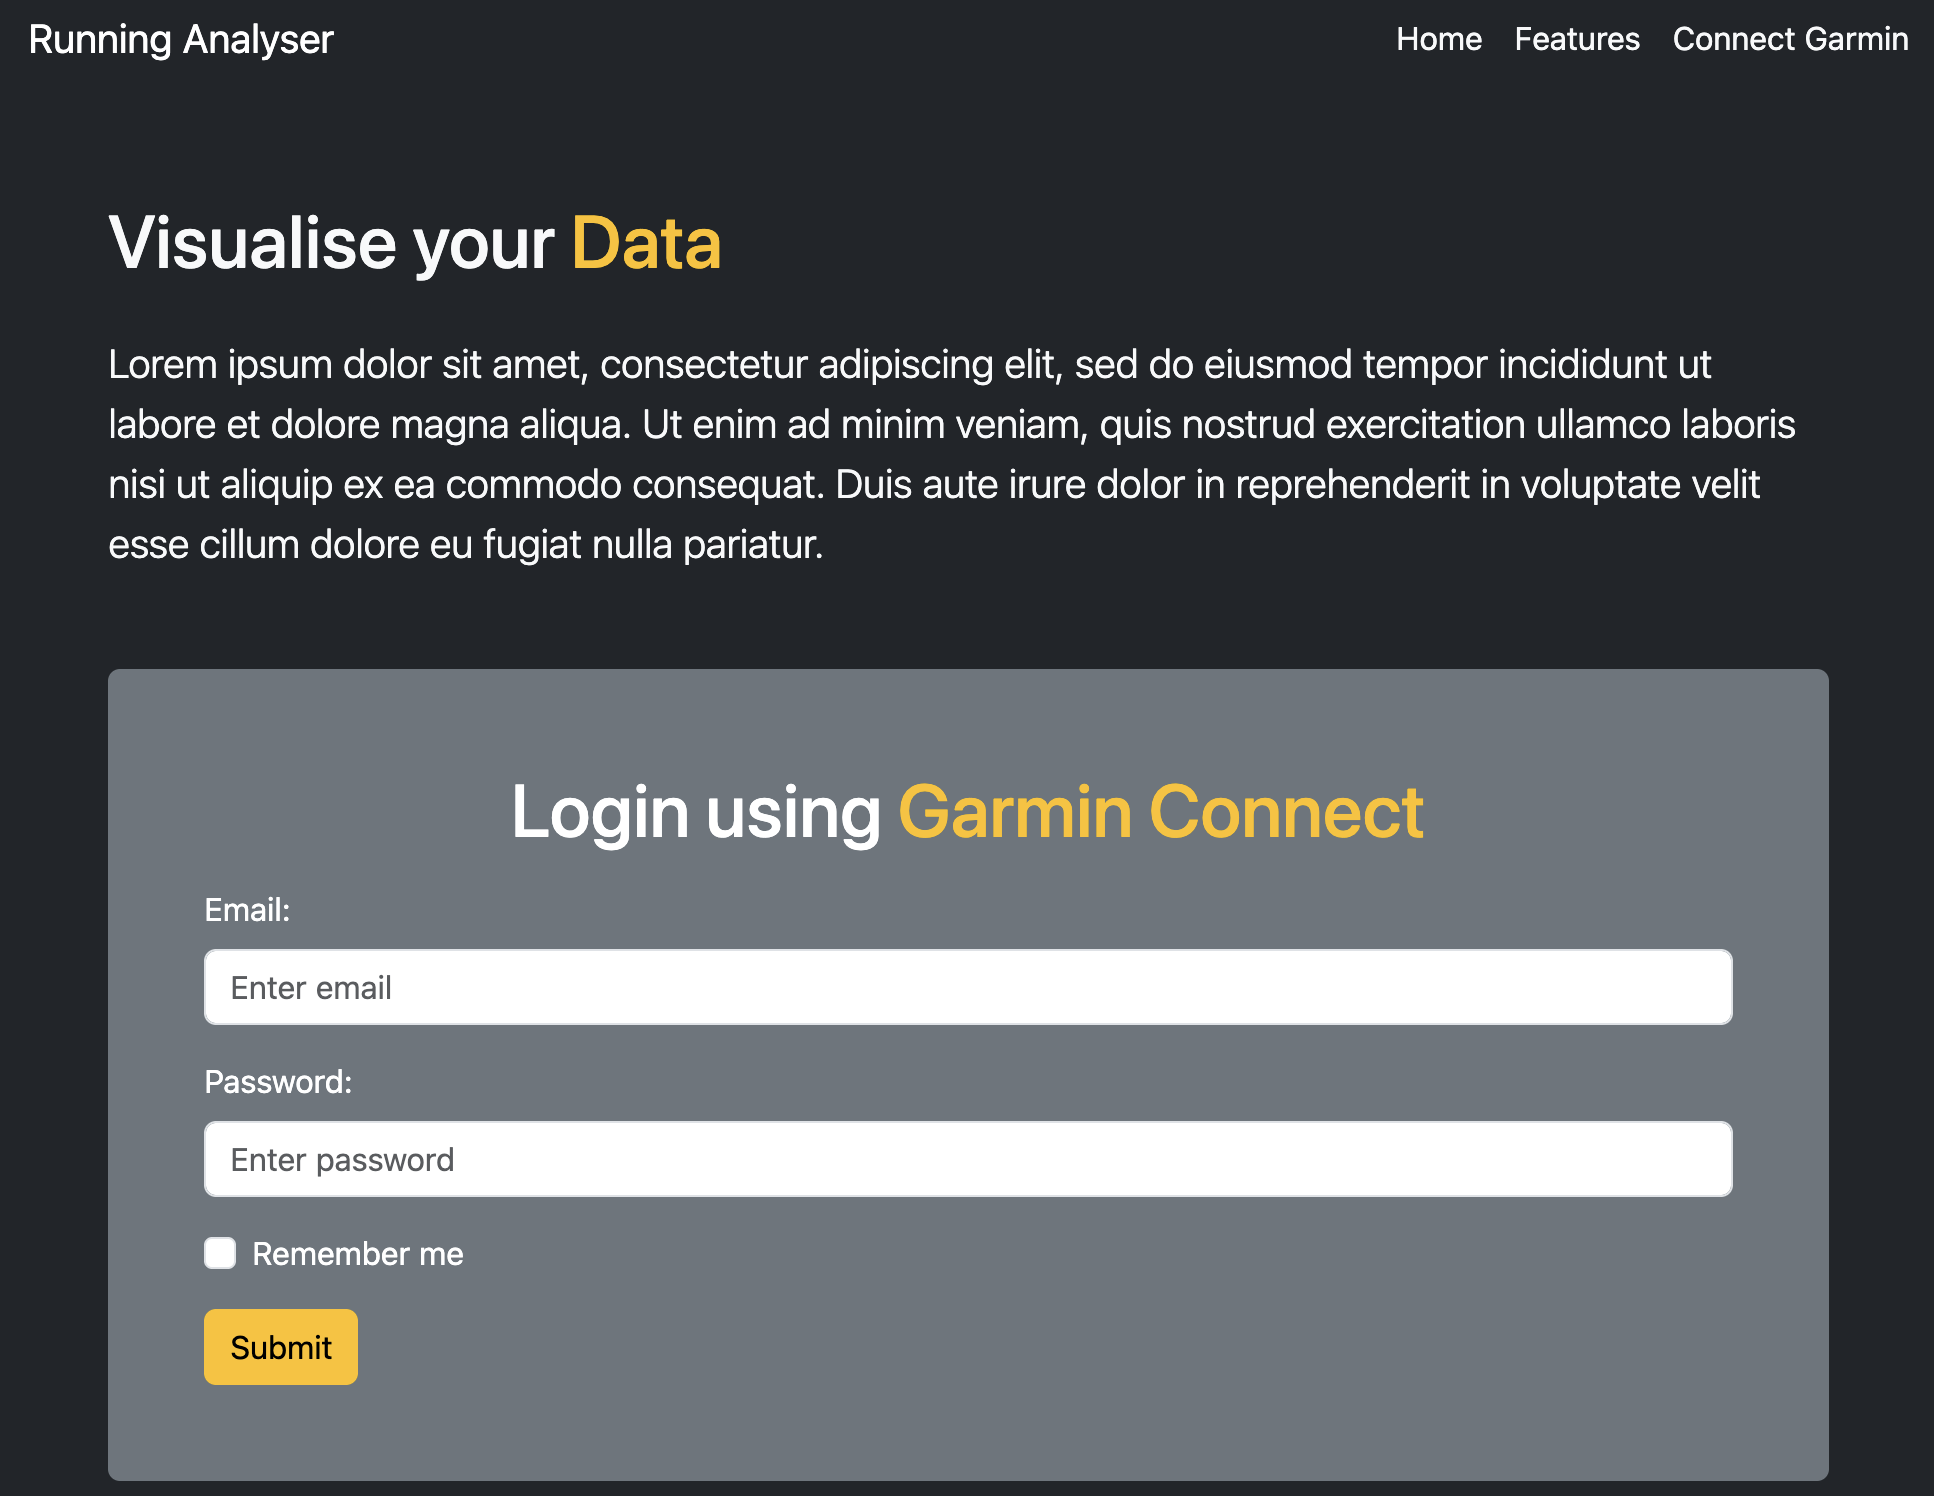 Running Analyser
Home Features Connect Garmin
Visualise your Data
Lorem ipsum dolor sit amet, consectetur adipiscing elit, sed do eiusmod tempor incididunt ut
labore et dolore magna aliqua. Ut enim ad minim veniam, quis nostrud exercitation ullamco laboris
nisi ut aliquip ex ea commodo consequat. Duis aute irure dolor in reprehenderit in voluptate velit
esse cillum dolore eu fugiat nulla pariatur.
Login using Garmin Connect
Email:
Enter email
Password:
Enter password
Remember me
Submit